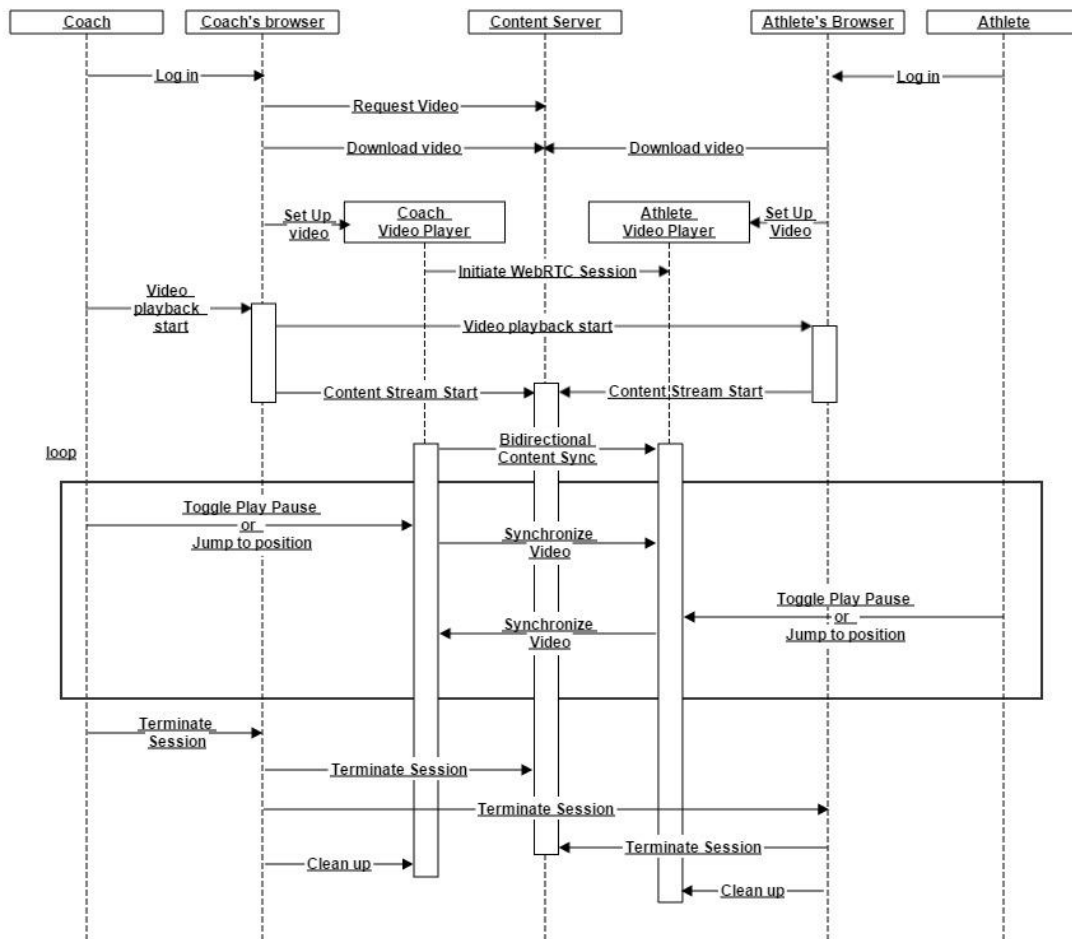 Coach
Coach's browser
Content Server
Athlete's Browser
Athlete
Log in
Log in
Request Video
Download video
Download video
Set Up
video
Coach
Video Player
Athlete
Video Player
Set Up
Video
Initiate WebRTC Session
Video
playback
start
Video playback start
Content Stream Start
Content Stream Start
Bidirectional
Content Sync
loop
Toggle Play Pause
or
Jump to position
Synchronize
Video
Toggle Play Pause
or
Jump to position
Synchronize
Video
Terminate
Session
Terminate Session
Terminate Session
Terminate Session
Clean up
Clean up